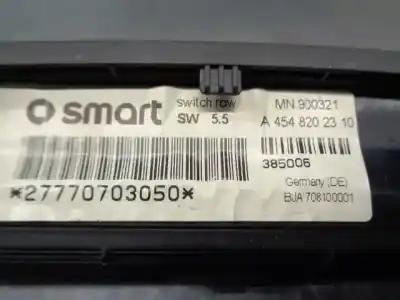 smart
switch row
SW 5.5
MN 900321
A 454 820 23 10
385006
*27770703050*
Germany (DE)
BJA 708100001